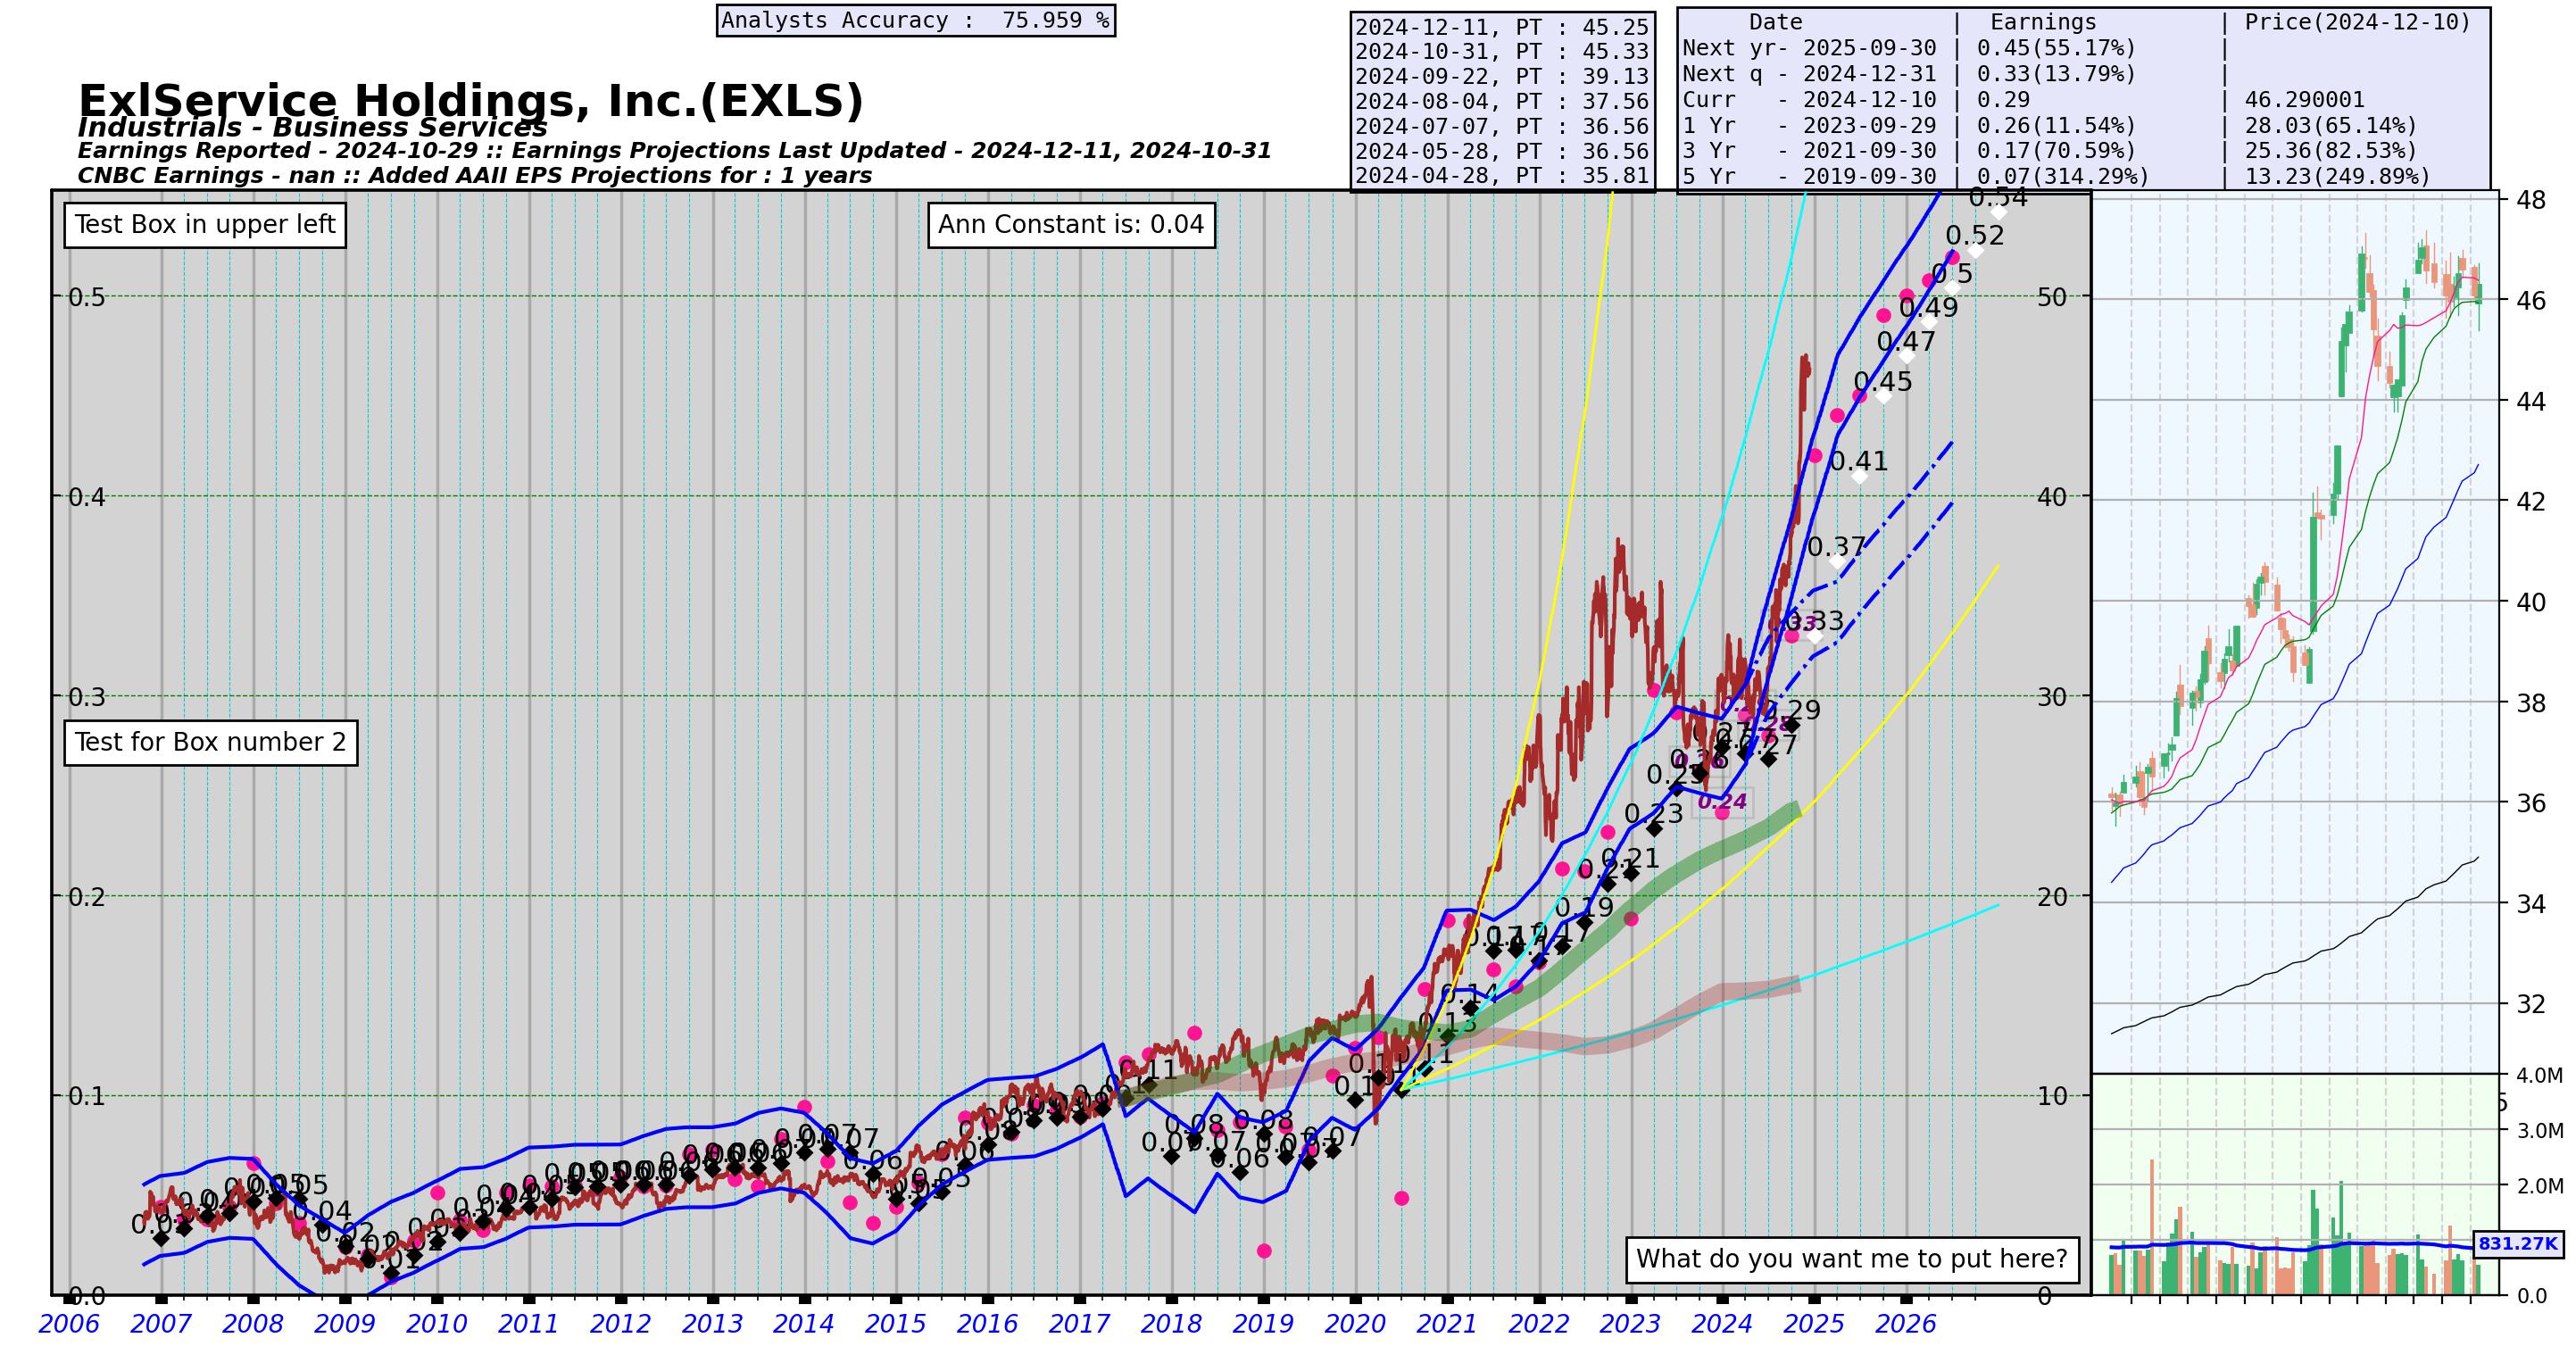 Analysts Accuracy :  75.959 %
2024-12-11, PT : 45.25
2024-10-31, PT : 45.33
2024-09-22, PT : 39.13
2024-08-04, PT : 37.56
2024-07-07, PT : 36.56
2024-05-28, PT : 36.56
2024-04-28, PT : 35.81
Date | Earnings | Price(2024-12-10)
Next yr- 2025-09-30 | 0.45(55.17%) |
Next q - 2024-12-31 | 0.33(13.79%) |
Curr - 2024-12-10 | 0.29 | 46.290001
1 Yr - 2023-09-29 | 0.26(11.54%) | 28.03(65.14%)
3 Yr - 2021-09-30 | 0.17(70.59%) | 25.36(82.53%)
5 Yr - 2019-09-30 | 0.07(314.29%) | 13.23(249.89%)
ExlService Holdings, Inc.(EXLS)
Industrials - Business Services
Earnings Reported - 2024-10-29 :: Earnings Projections Last Updated - 2024-12-11, 2024-10-31
CNBC Earnings - nan :: Added AAII EPS Projections for : 1 years
Test Box in upper left
Ann Constant is: 0.04
Test for Box number 2
What do you want me to put here?
0.5
0.4
0.3
0.2
0.1
0.0
50
40
30
20
10
0
0.54
0.52
0.5
0.49
0.47
0.45
0.41
0.37
0.33
0.29
0.27
0.24
0.23
0.21
0.19
0.17
0.14
0.13
0.11
48
46
44
42
40
38
36
34
32
4.0M
3.0M
2.0M
831.27K
0.0
2006 2007 2008 2009 2010 2011 2012 2013 2014 2015 2016 2017 2018 2019 2020 2021 2022 2023 2024 2025 2026